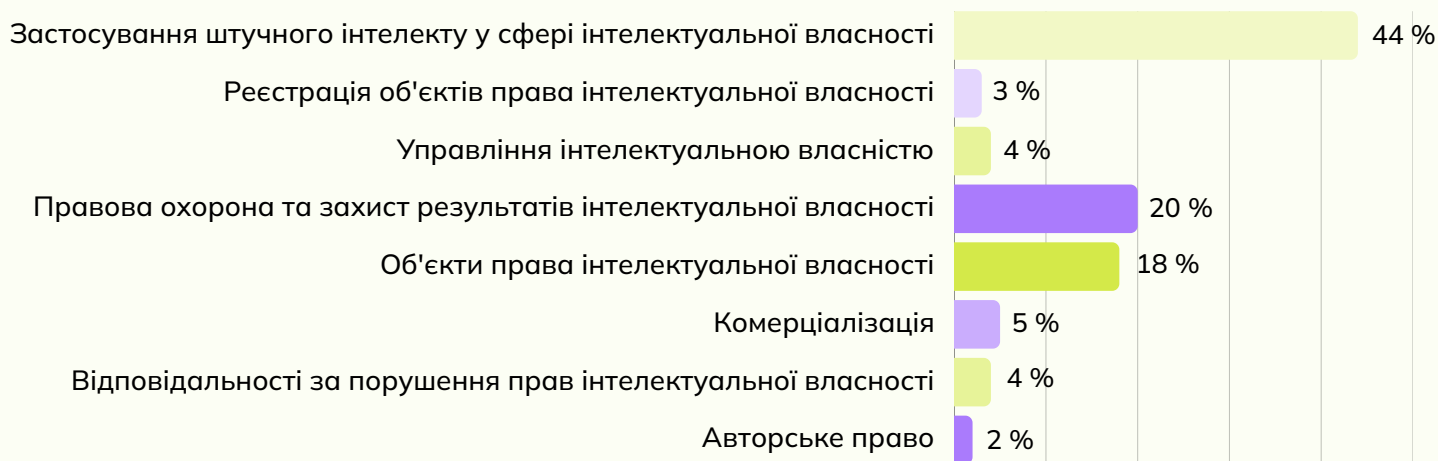 Застосування штучного інтелекту у сфері інтелектуальної власності 44 %
Реєстрація об'єктів права інтелектуальної власності 3 %
Управління інтелектуальною власністю 4 %
Правова охорона та захист результатів інтелектуальної власності 20 %
Об'єкти права інтелектуальної власності 18 %
Комерціалізація 5 %
Відповідальності за порушення прав інтелектуальної власності 4 %
Авторське право 2 %